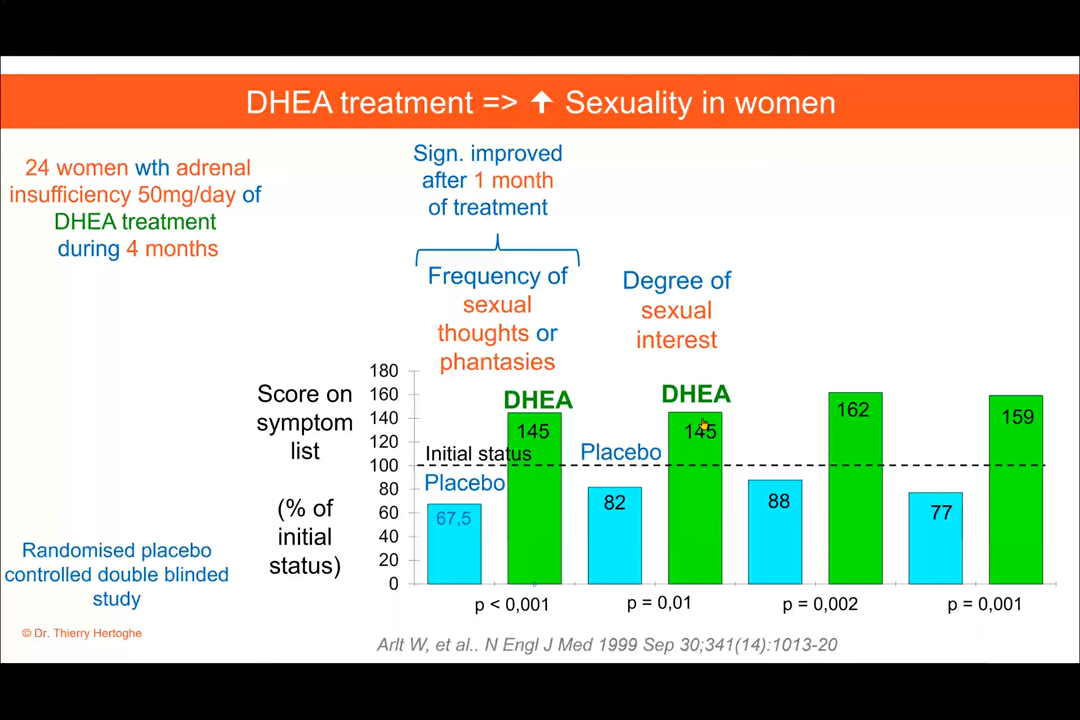 DHEA treatment => ⬆ Sexuality in women
24 women wth adrenal
insufficiency 50mg/day of
DHEA treatment
during 4 months
Sign. improved
after 1 month
of treatment
Frequency of
sexual
thoughts or
phantasies
Degree of
sexual
interest
Score on
symptom
list
(% of
initial
status)
180
160
140
120
100
80
60
40
20
0
Initial status
Placebo
67,5
DHEA
145
Placebo
82
DHEA
145
88
162
77
159
p < 0,001
p = 0,01
p = 0,002
p = 0,001
Randomised placebo
controlled double blinded
study
© Dr. Thierry Hertoghe
Arlt W, et al.. N Engl J Med 1999 Sep 30;341(14):1013-20